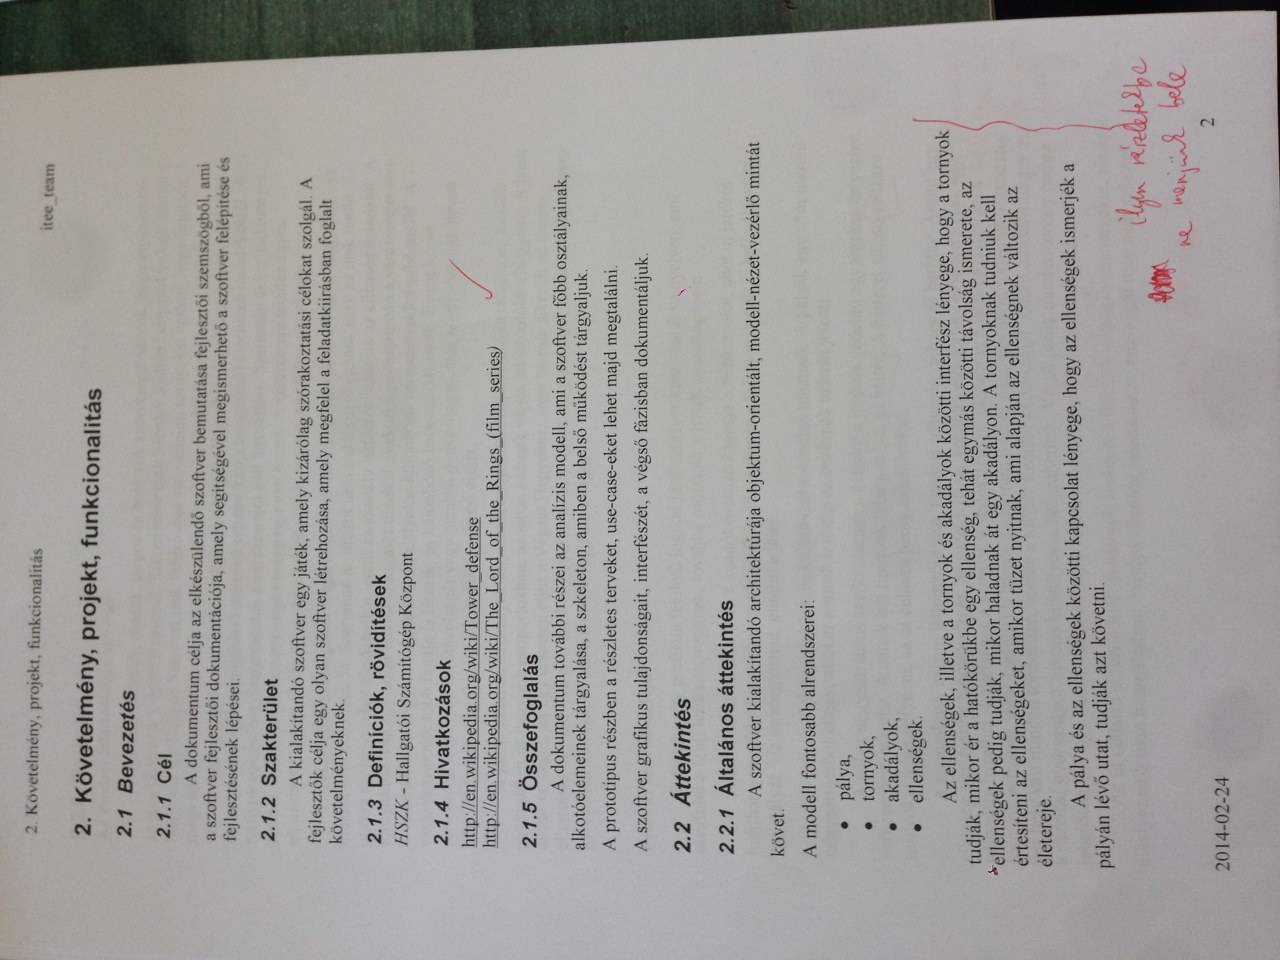 2. Követelmény, projekt, funkcionalitás
itee_team
2. Követelmény, projekt, funkcionalitás
2.1 Bevezetés
2.1.1 Cél
A dokumentum célja az elkészülendő szoftver bemutatása fejlesztői szemszögből, ami
a szoftver fejlesztői dokumentációja, amely segítségével megismerhető a szoftver felépítése és
fejlesztésének lépései.
2.1.2 Szakterület
A kialakítandó szoftver egy játék, amely kizárólag szórakoztatási célokat szolgál. A
fejlesztők célja egy olyan szoftver létrehozása, amely megfelel a feladatkiírásban foglalt
követelményeknek.
2.1.3 Definíciók, rövidítések
HSZK - Hallgatói Számítógép Központ
2.1.4 Hivatkozások
http://en.wikipedia.org/wiki/Tower_defense
http://en.wikipedia.org/wiki/The_Lord_of_the_Rings_(film_series)
2.1.5 Összefoglalás
A dokumentum további részei az analízis modell, ami a szoftver főbb osztályainak,
alkotóelemeinek tárgyalása, a szkeleton, amiben a belső működést tárgyaljuk.
A prototípus részben a részletes terveket, use-case-eket lehet majd megtalálni.
A szoftver grafikus tulajdonságait, interfészét, a végső fázisban dokumentáljuk.
2.2 Áttekintés
2.2.1 Általános áttekintés
A szoftver kialakítandó architektúrája objektum-orientált, modell-nézet-vezérlő mintát
követ.
A modell fontosabb alrendszerei:
• pálya,
• tornyok,
• akadályok,
• ellenségek.
Az ellenségek, illetve a tornyok és akadályok közötti interfész lényege, hogy a tornyok
tudják, mikor ér a hatókörükbe egy ellenség, tehát egymás közötti távolság ismerete, az
ellenségek pedig tudják, mikor haladnak át egy akadályon. A tornyoknak tudniuk kell
értesíteni az ellenségeket, amikor tüzet nyitnak, ami alapján az ellenségnek változik az
életereje.
A pálya és az ellenségek közötti kapcsolat lényege, hogy az ellenségek ismerjék a
pályán lévő utat, tudják azt követni.
ilyen részletekbe
ne menjünk bele
2014-02-24
2